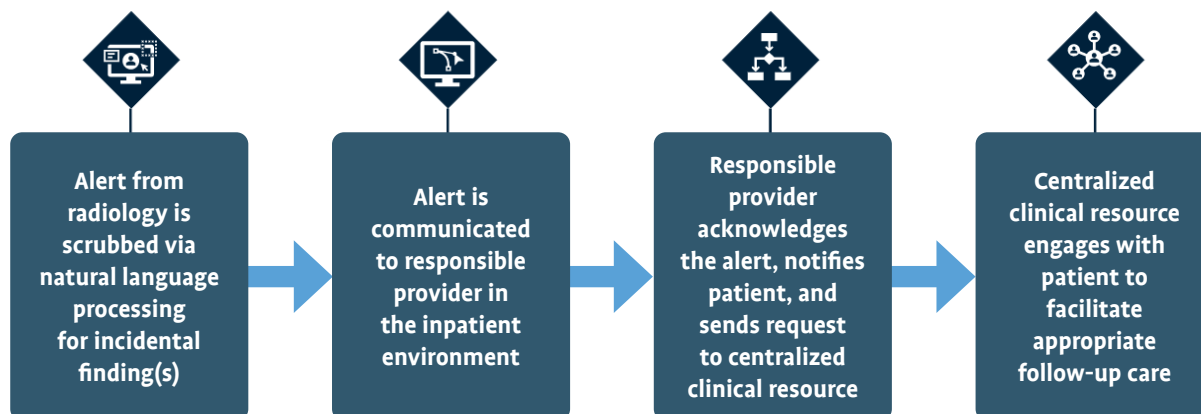 Alert from
radiology is
scrubbed via
natural language
processing
for incidental
finding(s)
Alert is
communicated
to responsible
provider in
the inpatient
environment
Responsible
provider
acknowledges
the alert, notifies
patient, and
sends request
to centralized
clinical resource
Centralized
clinical resource
engages with
patient to
facilitate
appropriate
follow-up care